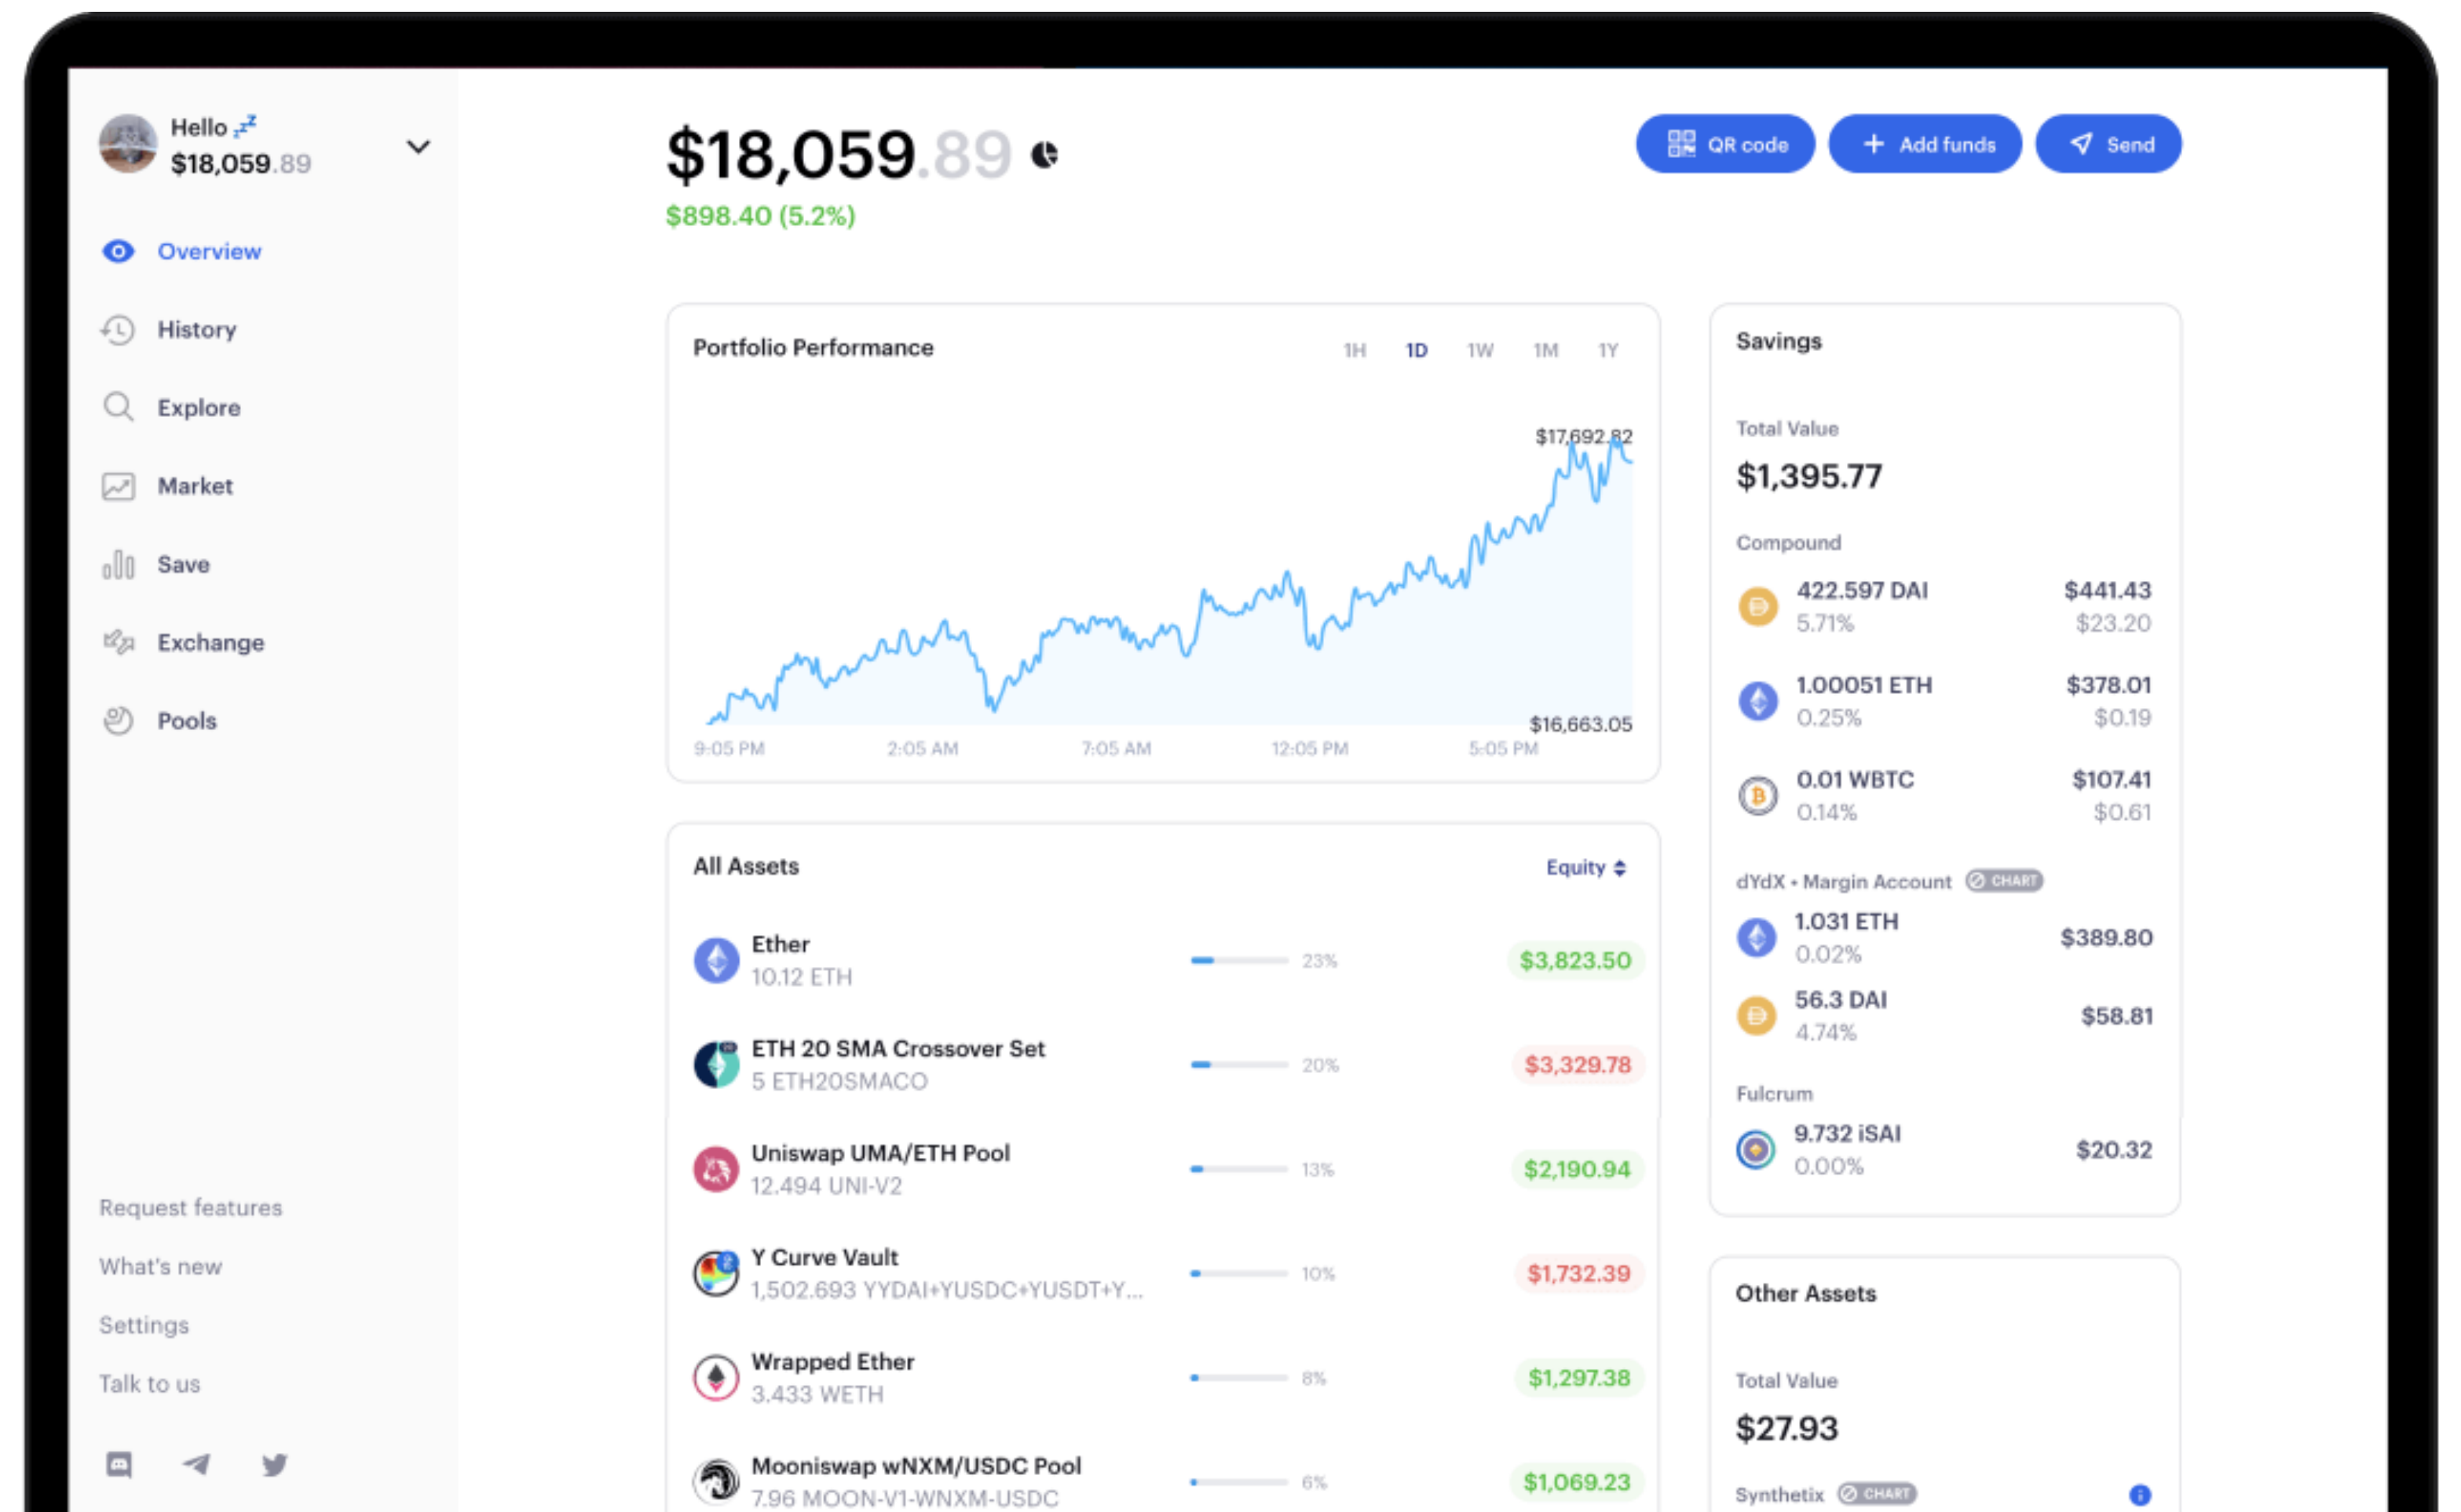 Hello 💤
$18,059.89
Overview
History
Explore
Market
Save
Exchange
Pools
Request features
What's new
Settings
Talk to us
$18,059.89
$898.40 (5.2%)
QR code
+ Add funds
Send
Portfolio Performance
1H 1D 1W 1M 1Y
$17,692.82
$16,663.05
9:05 PM 2:05 AM 7:05 AM 12:05 PM 5:05 PM
All Assets
Equity
Ether
10.12 ETH
23%
$3,823.50
ETH 20 SMA Crossover Set
5 ETH20SMACO
20%
$3,329.78
Uniswap UMA/ETH Pool
12.494 UNI-V2
13%
$2,190.94
Y Curve Vault
1,502.693 YYDAI+YUSDC+YUSDT+Y...
10%
$1,732.39
Wrapped Ether
3.433 WETH
8%
$1,297.38
Mooniswap wNXM/USDC Pool
7.96 MOON-V1-WNXM-USDC
6%
$1,069.23
Savings
Total Value
$1,395.77
Compound
422.597 DAI $441.43
5.71% $23.20
1.00051 ETH $378.01
0.25% $0.19
0.01 WBTC $107.41
0.14% $0.61
dYdX • Margin Account CHART
1.031 ETH
0.02%
$389.80
56.3 DAI
4.74%
$58.81
Fulcrum
9.732 iSAI
0.00%
$20.32
Other Assets
Total Value
$27.93
Synthetix CHART